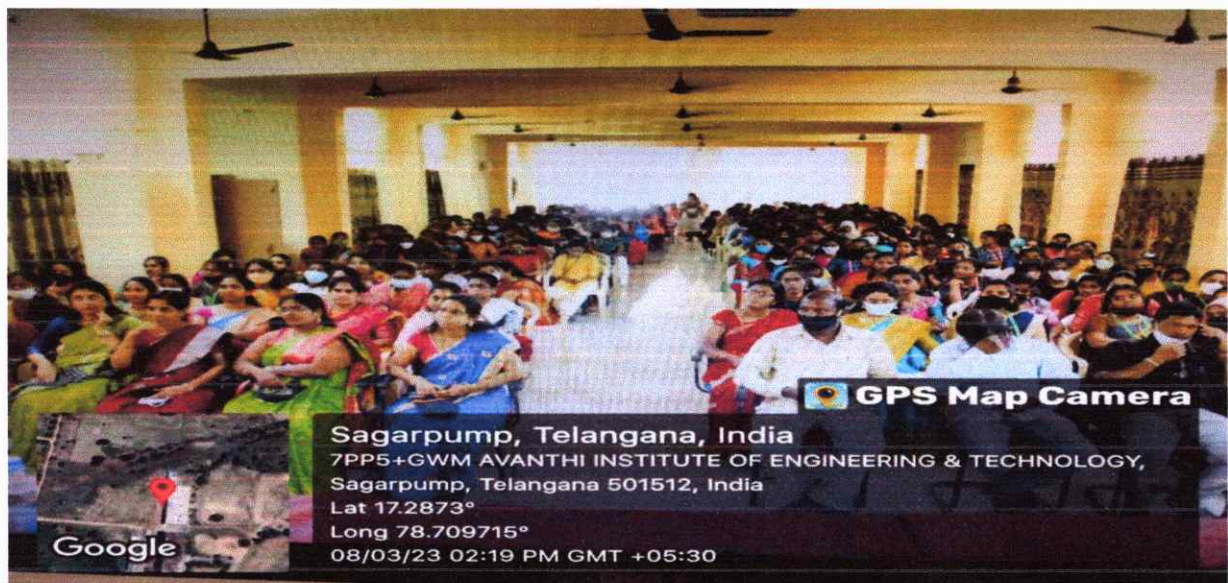 GPS Map Camera
Sagarpump, Telangana, India
7PP5+GWM AVANTHI INSTITUTE OF ENGINEERING & TECHNOLOGY,
Sagarpump, Telangana 501512, India
Lat 17.2873°
Long 78.709715°
08/03/23 02:19 PM GMT +05:30
Google